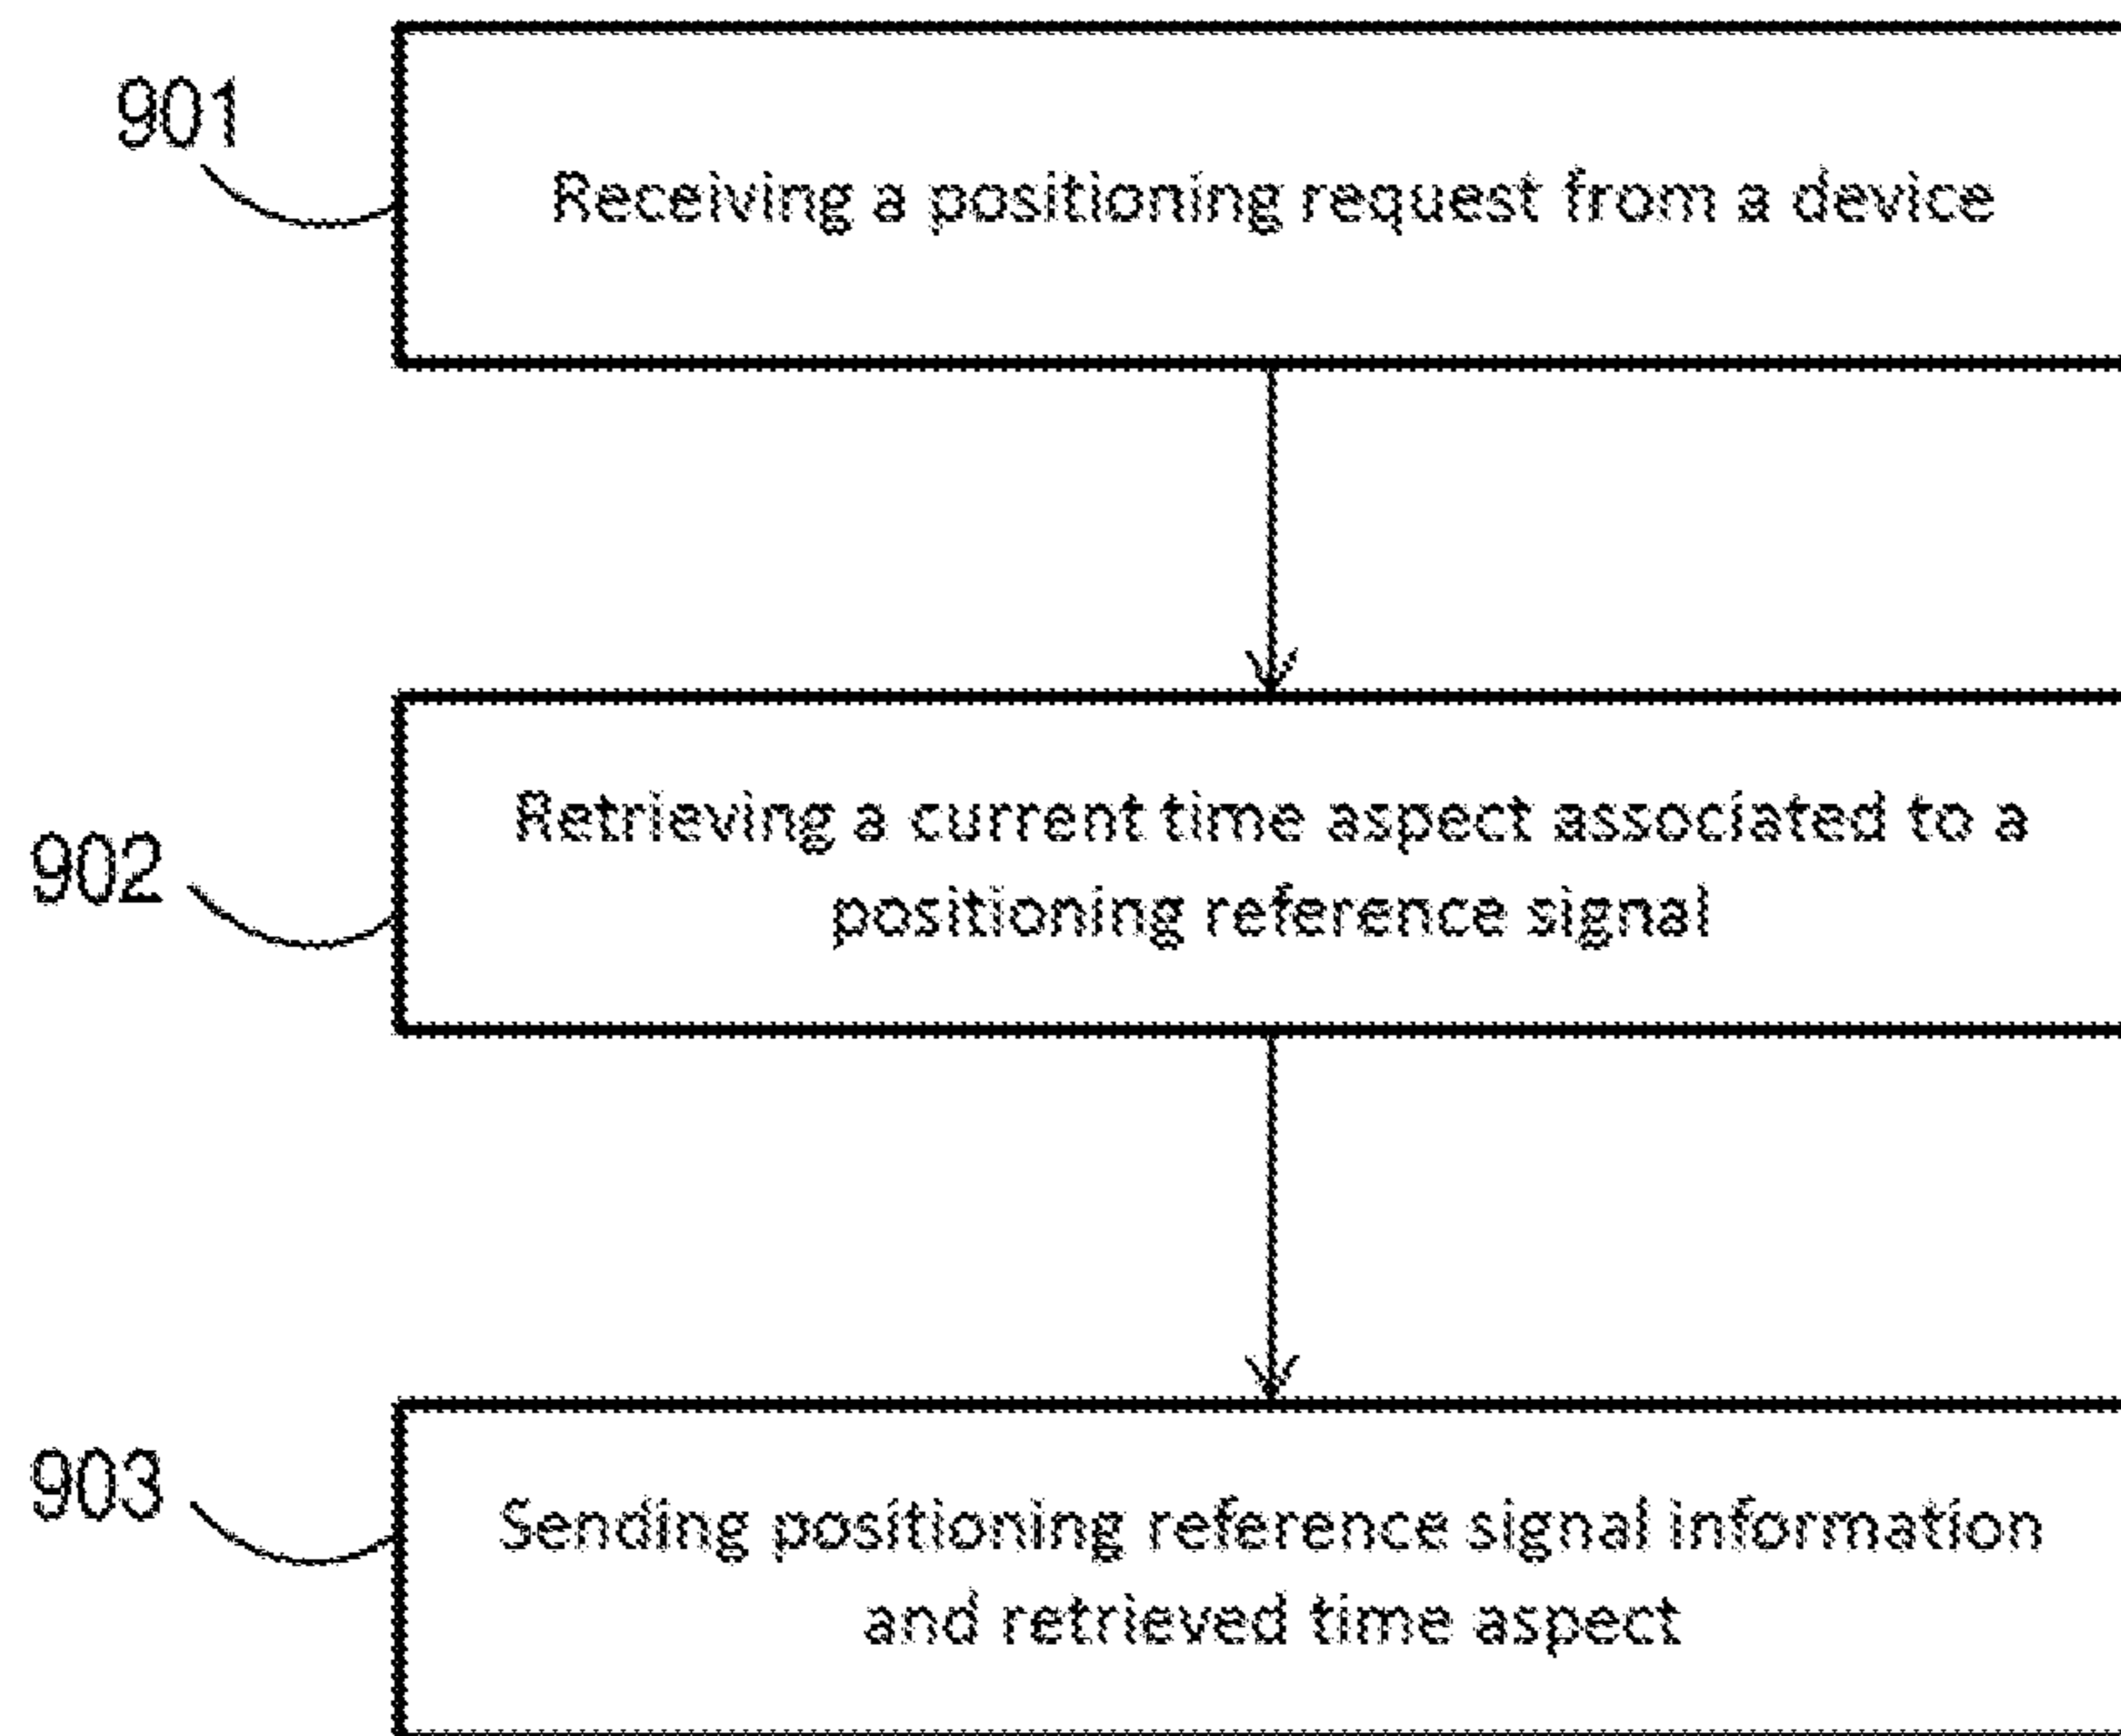 901
Receiving a positioning request from a device
902
Retrieving a current time aspect associated to a
positioning reference signal
903
Sending positioning reference signal information
and retrieved time aspect